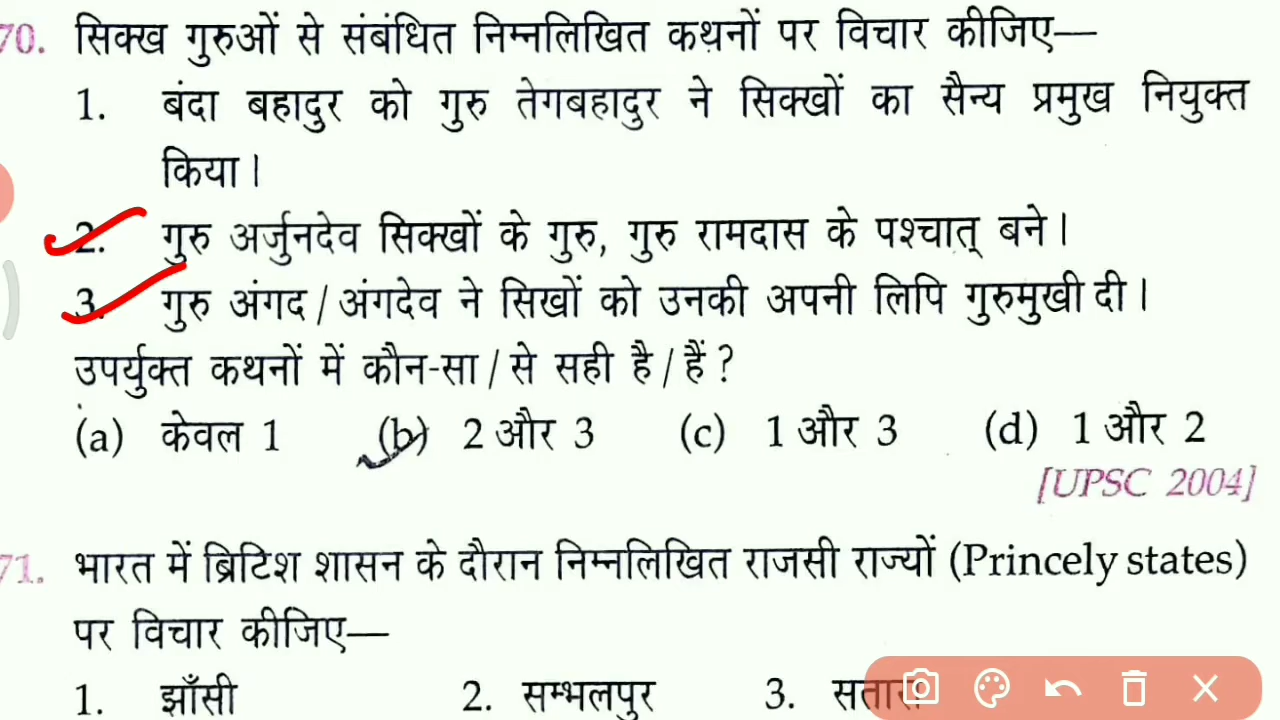 70. सिक्ख गुरुओं से संबंधित निम्नलिखित कथनों पर विचार कीजिए—
1. बंदा बहादुर को गुरु तेगबहादुर ने सिक्खों का सैन्य प्रमुख नियुक्त
किया।
2. गुरु अर्जुनदेव सिक्खों के गुरु, गुरु रामदास के पश्चात् बने।
3. गुरु अंगद / अंगददेव ने सिखों को उनकी अपनी लिपि गुरुमुखी दी।
उपर्युक्त कथनों में कौन-सा / से सही है / हैं ?
(a) केवल 1 (b) 2 और 3 (c) 1 और 3 (d) 1 और 2
[UPSC 2004]
71. भारत में ब्रिटिश शासन के दौरान निम्नलिखित राजसी राज्यों (Princely states)
पर विचार कीजिए—
1. झाँसी 2. सम्भलपुर 3. सतारा